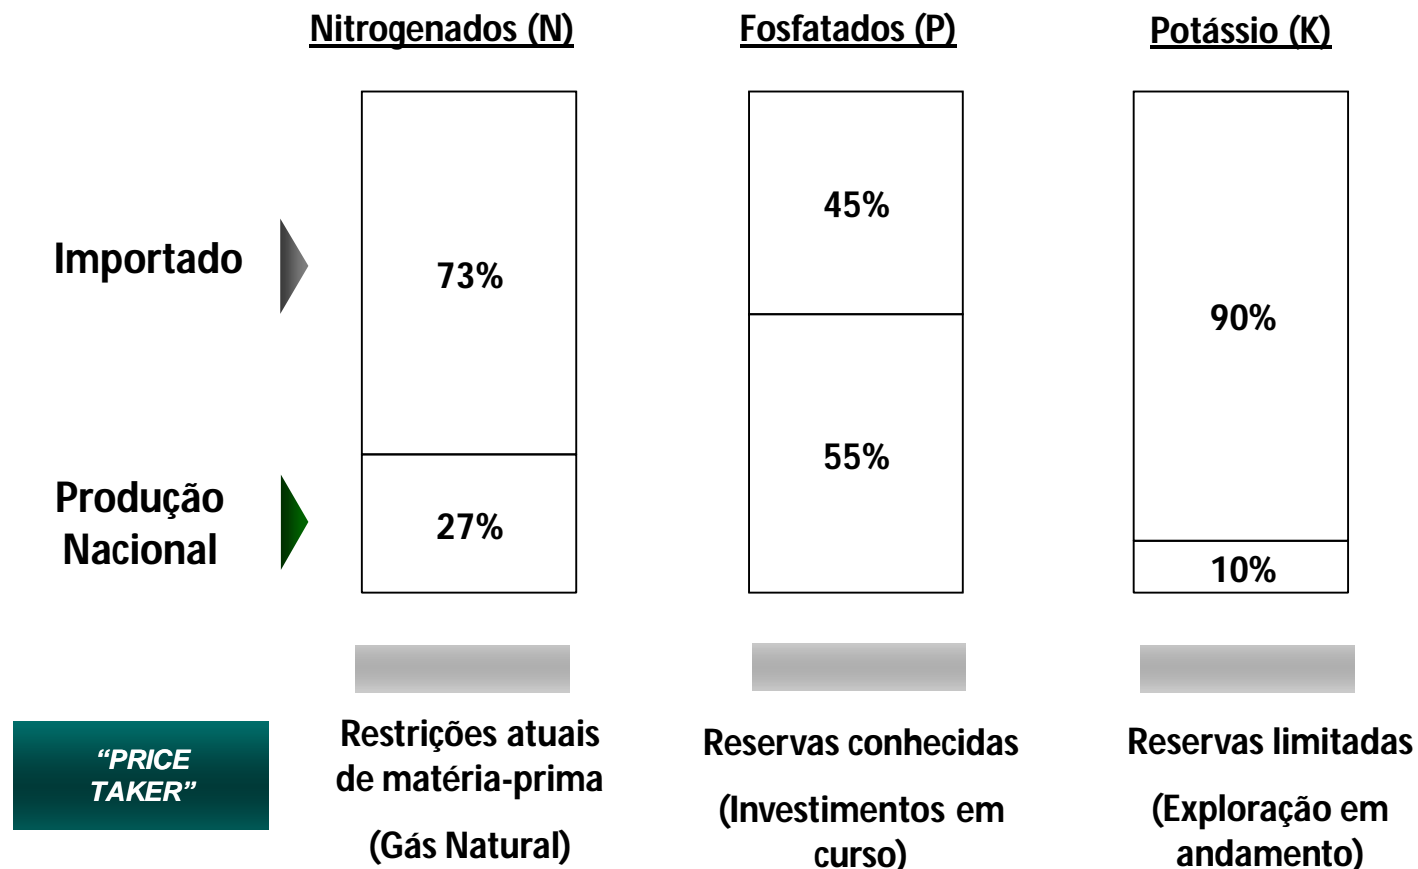 Nitrogenados (N)
Fosfatados (P)
Potássio (K)
Importado
73%
45%
90%
Produção
Nacional
27%
55%
10%
“PRICE
TAKER”
Restrições atuais
de matéria-prima
(Gás Natural)
Reservas conhecidas
(Investimentos em
curso)
Reservas limitadas
(Exploração em
andamento)